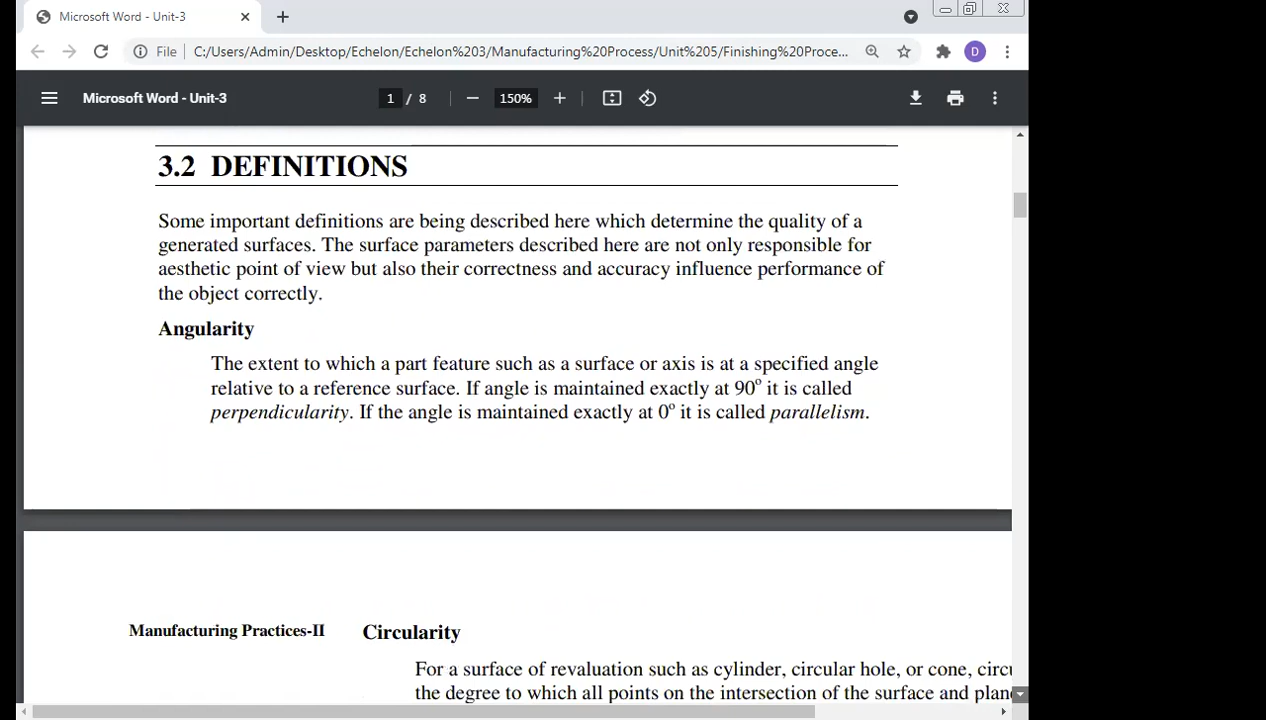 Microsoft Word - Unit-3
File C:/Users/Admin/Desktop/Echelon/Echelon%203/Manufacturing%20Process/Unit%205/Finishing%20Proce...
D
Microsoft Word - Unit-3
1 / 8
150%
3.2 DEFINITIONS
Some important definitions are being described here which determine the quality of a
generated surfaces. The surface parameters described here are not only responsible for
aesthetic point of view but also their correctness and accuracy influence performance of
the object correctly.
Angularity
The extent to which a part feature such as a surface or axis is at a specified angle
relative to a reference surface. If angle is maintained exactly at 90o it is called
perpendicularity. If the angle is maintained exactly at 0o it is called parallelism.
Manufacturing Practices-II
Circularity
For a surface of revaluation such as cylinder, circular hole, or cone, circu
the degree to which all points on the intersection of the surface and plan